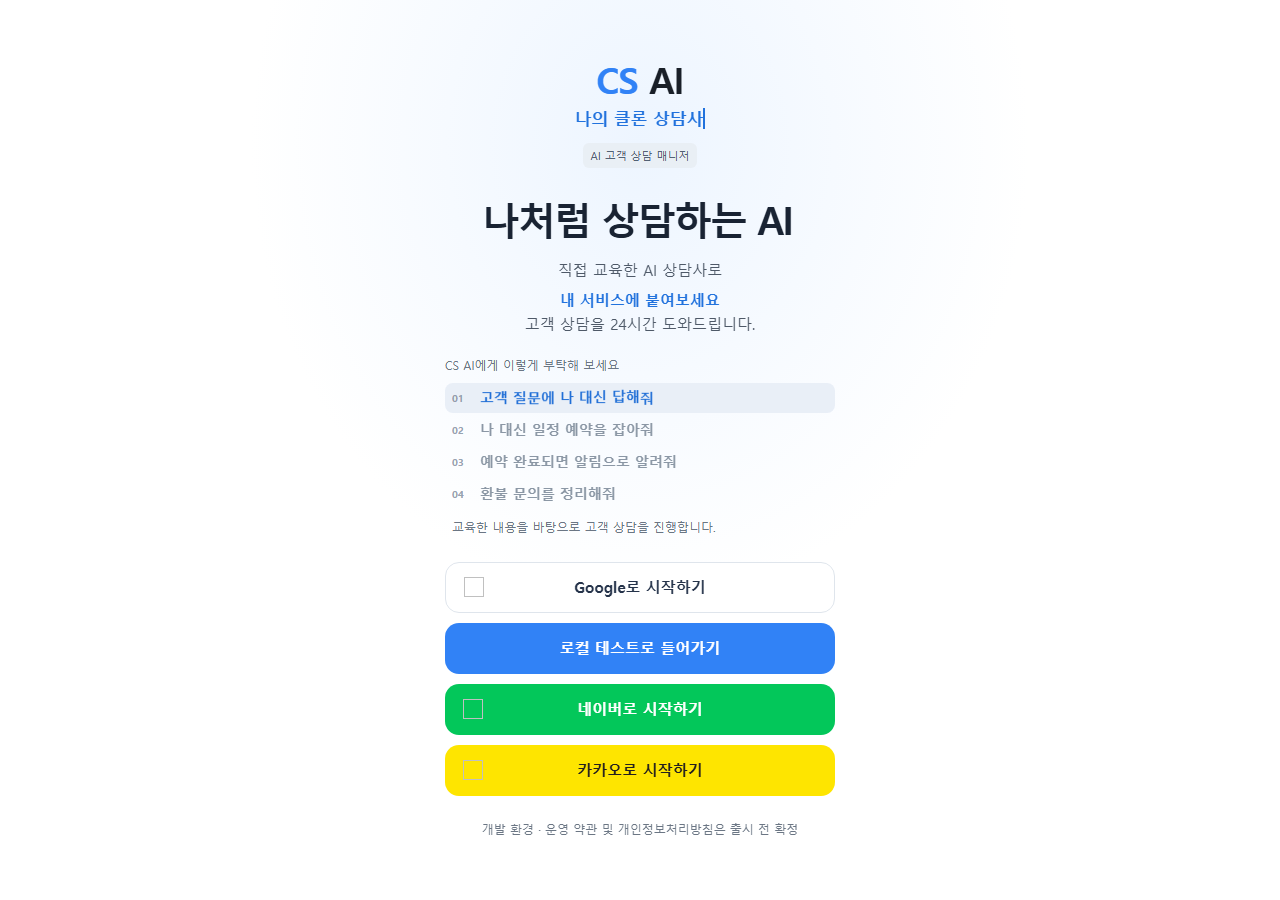 CS AI
나의 클론 상담사
AI 고객 상담 매니저
나처럼 상담하는 AI
직접 교육한 AI 상담사로
내 서비스에 붙여보세요
고객 상담을 24시간 도와드립니다.
CS AI에게 이렇게 부탁해 보세요
01 고객 질문에 나 대신 답해줘
02 나 대신 일정 예약을 잡아줘
03 예약 완료되면 알림으로 알려줘
04 환불 문의를 정리해줘
교육한 내용을 바탕으로 고객 상담을 진행합니다.
Google로 시작하기
로컬 테스트로 들어가기
네이버로 시작하기
카카오로 시작하기
개발 환경 · 운영 약관 및 개인정보처리방침은 출시 전 확정